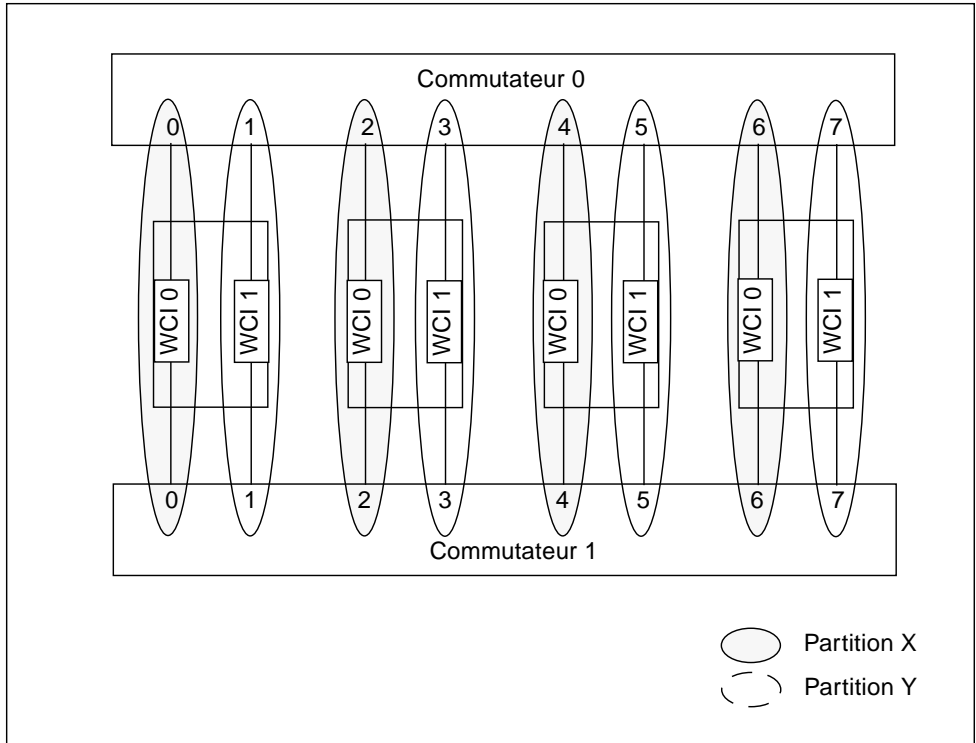 Commutateur 0
0 1 2 3 4 5 6 7
WCI 0 WCI 1 WCI 0 WCI 1 WCI 0 WCI 1 WCI 0 WCI 1
0 1 2 3 4 5 6 7
Commutateur 1
Partition X
Partition Y